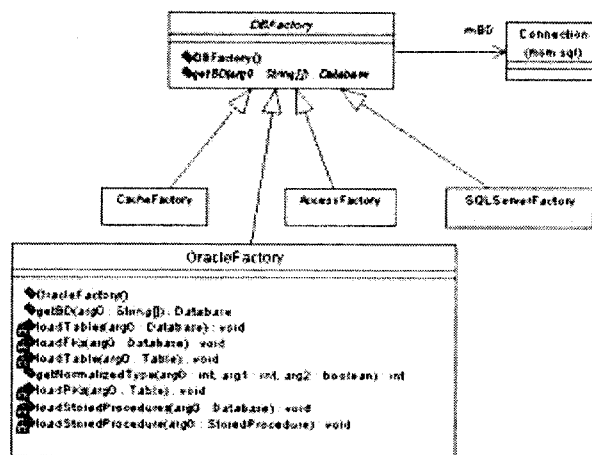 DBFactory
DBFactory()
getBD(arg0 : String[]) : Database
mBD
Connection
(from sql)
CacheFactory
AccessFactory
SQLServerFactory
OracleFactory
OracleFactory()
getBD(arg0 : String[]) : Database
loadTables(arg0 : Database) : void
loadFKs(arg0 : Database) : void
loadTable(arg0 : Table) : void
getNormalizedType(arg0 : int, arg1 : int, arg2 : boolean) : int
loadPKs(arg0 : Table) : void
loadStoredProcedures(arg0 : Database) : void
loadStoredProcedure(arg0 : StoredProcedure) : void